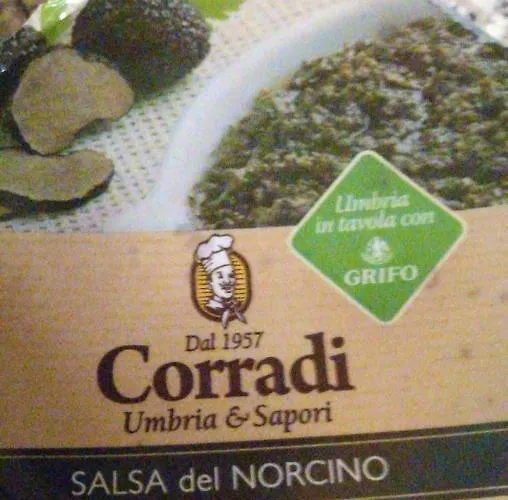 Umbria
in tavola con
GRIFO
Dal 1957
Corradi
Umbria & Sapori
SALSA del NORCINO